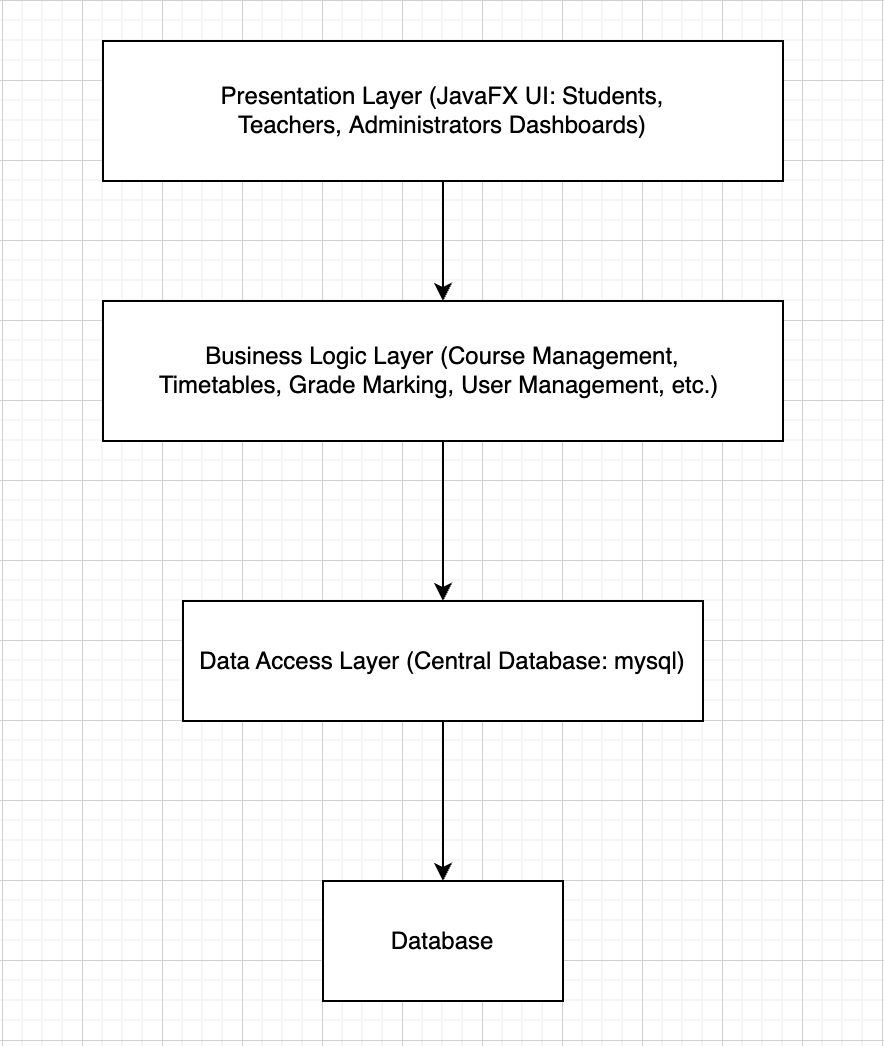 Presentation Layer (JavaFX UI: Students,
Teachers, Administrators Dashboards)
Business Logic Layer (Course Management,
Timetables, Grade Marking, User Management, etc.)
Data Access Layer (Central Database: mysql)
Database